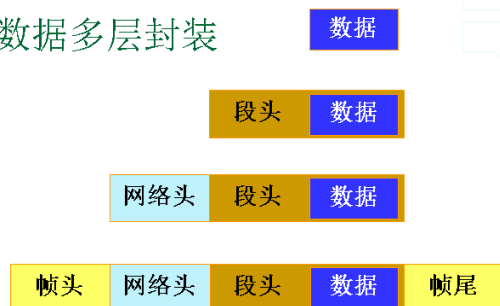 数据多层封装 数据
段头 数据
网络头 段头 数据
帧头 网络头 段头 数据 帧尾